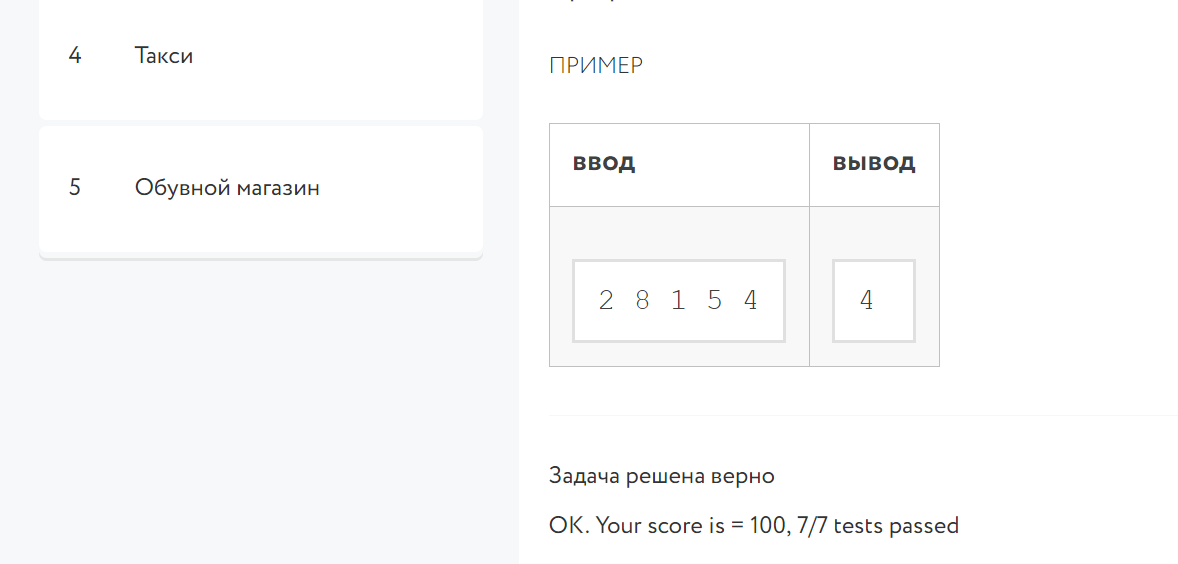 4 Такси
5 Обувной магазин
ПРИМЕР
ВВОД ВЫВОД
2 8 1 5 4 4
Задача решена верно
OK. Your score is = 100, 7/7 tests passed